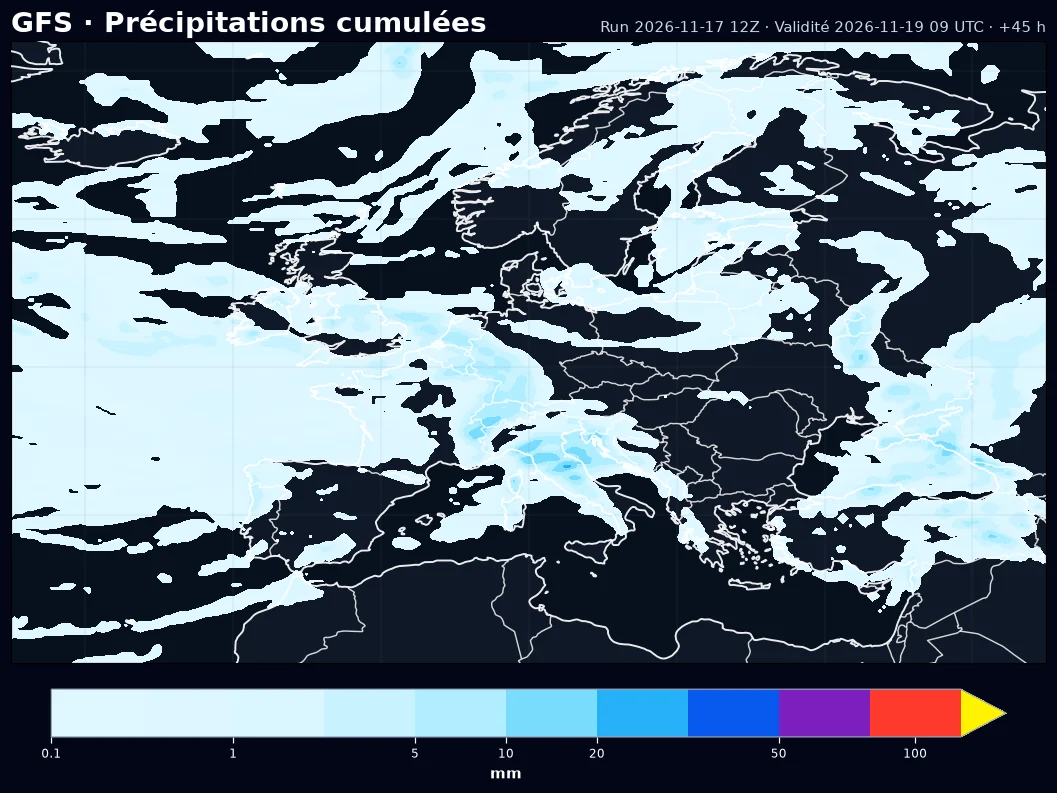 GFS · Précipitations cumulées
Run 2026-11-17 12Z · Validité 2026-11-19 09 UTC · +45 h
0.1 1 5 10 20 50 100
mm